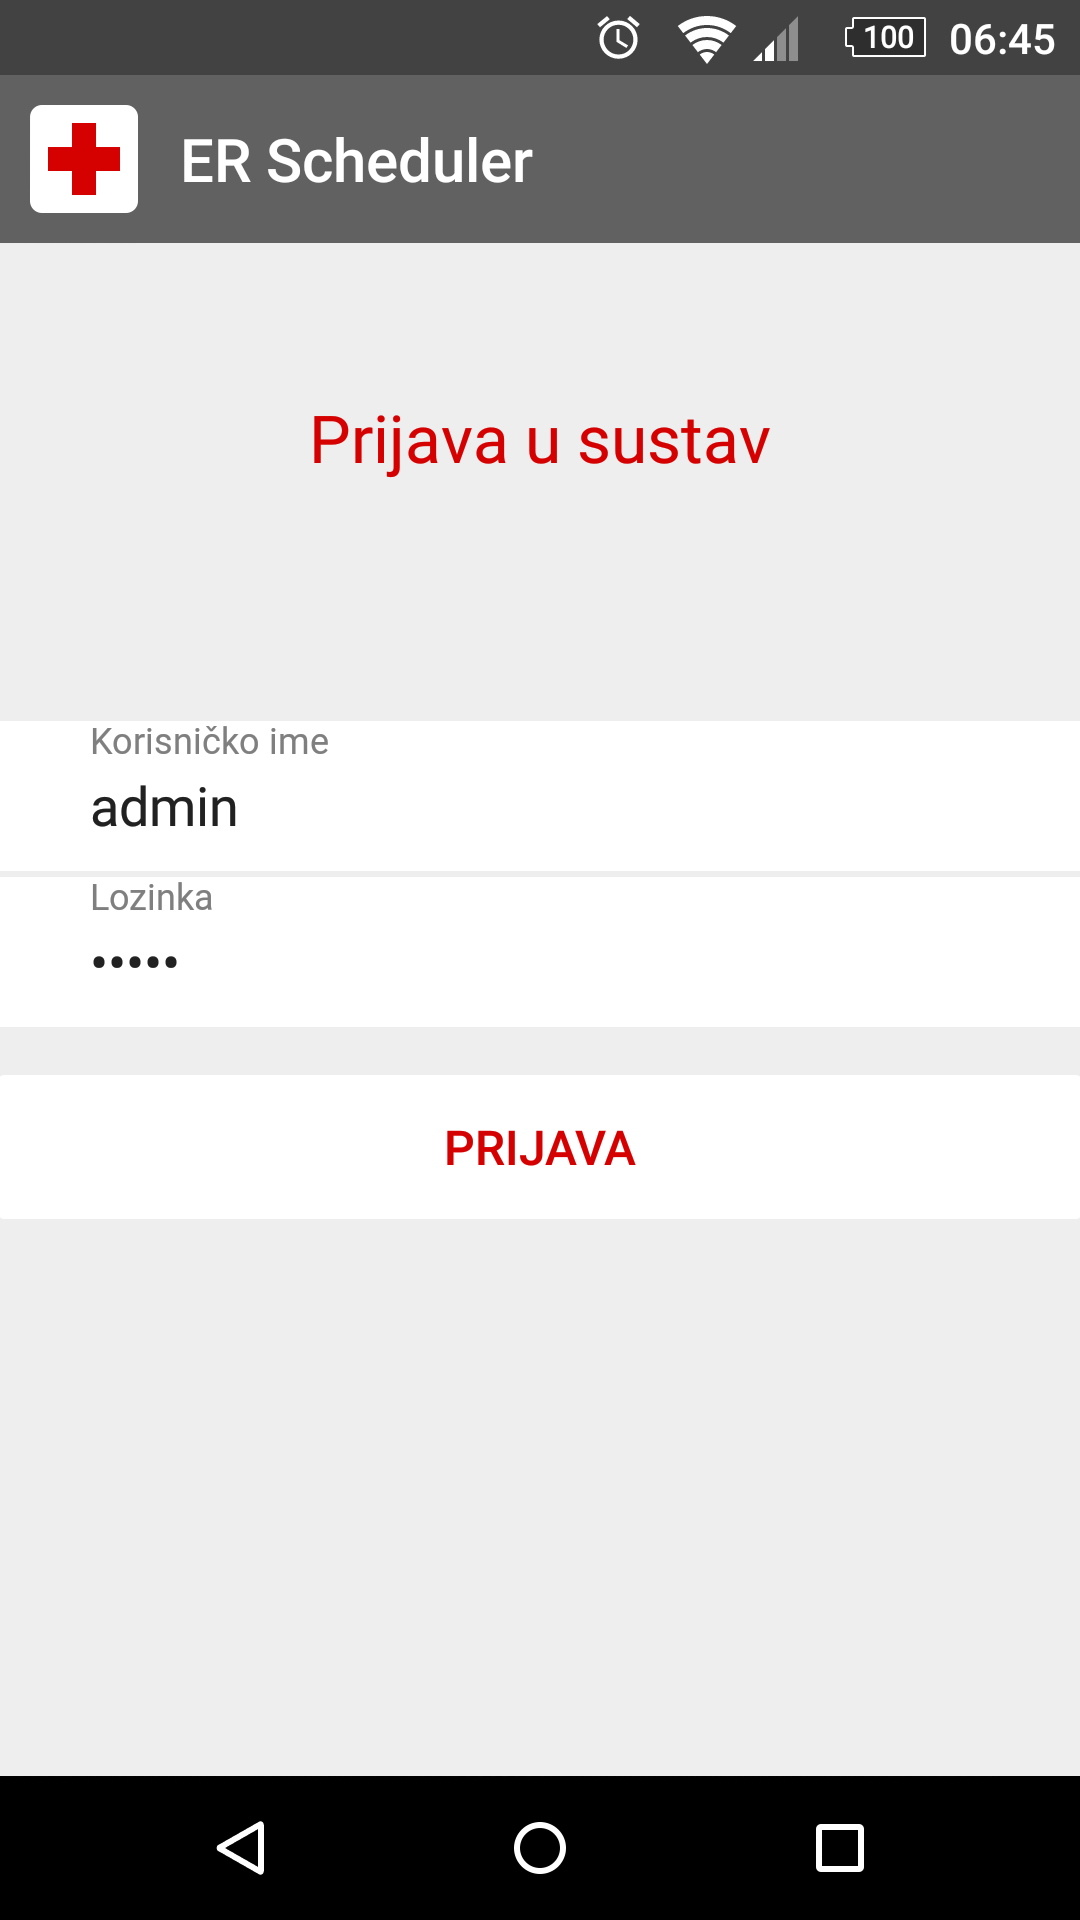 100 06:45
ER Scheduler
Prijava u sustav
Korisničko ime
admin
Lozinka
•••••
PRIJAVA